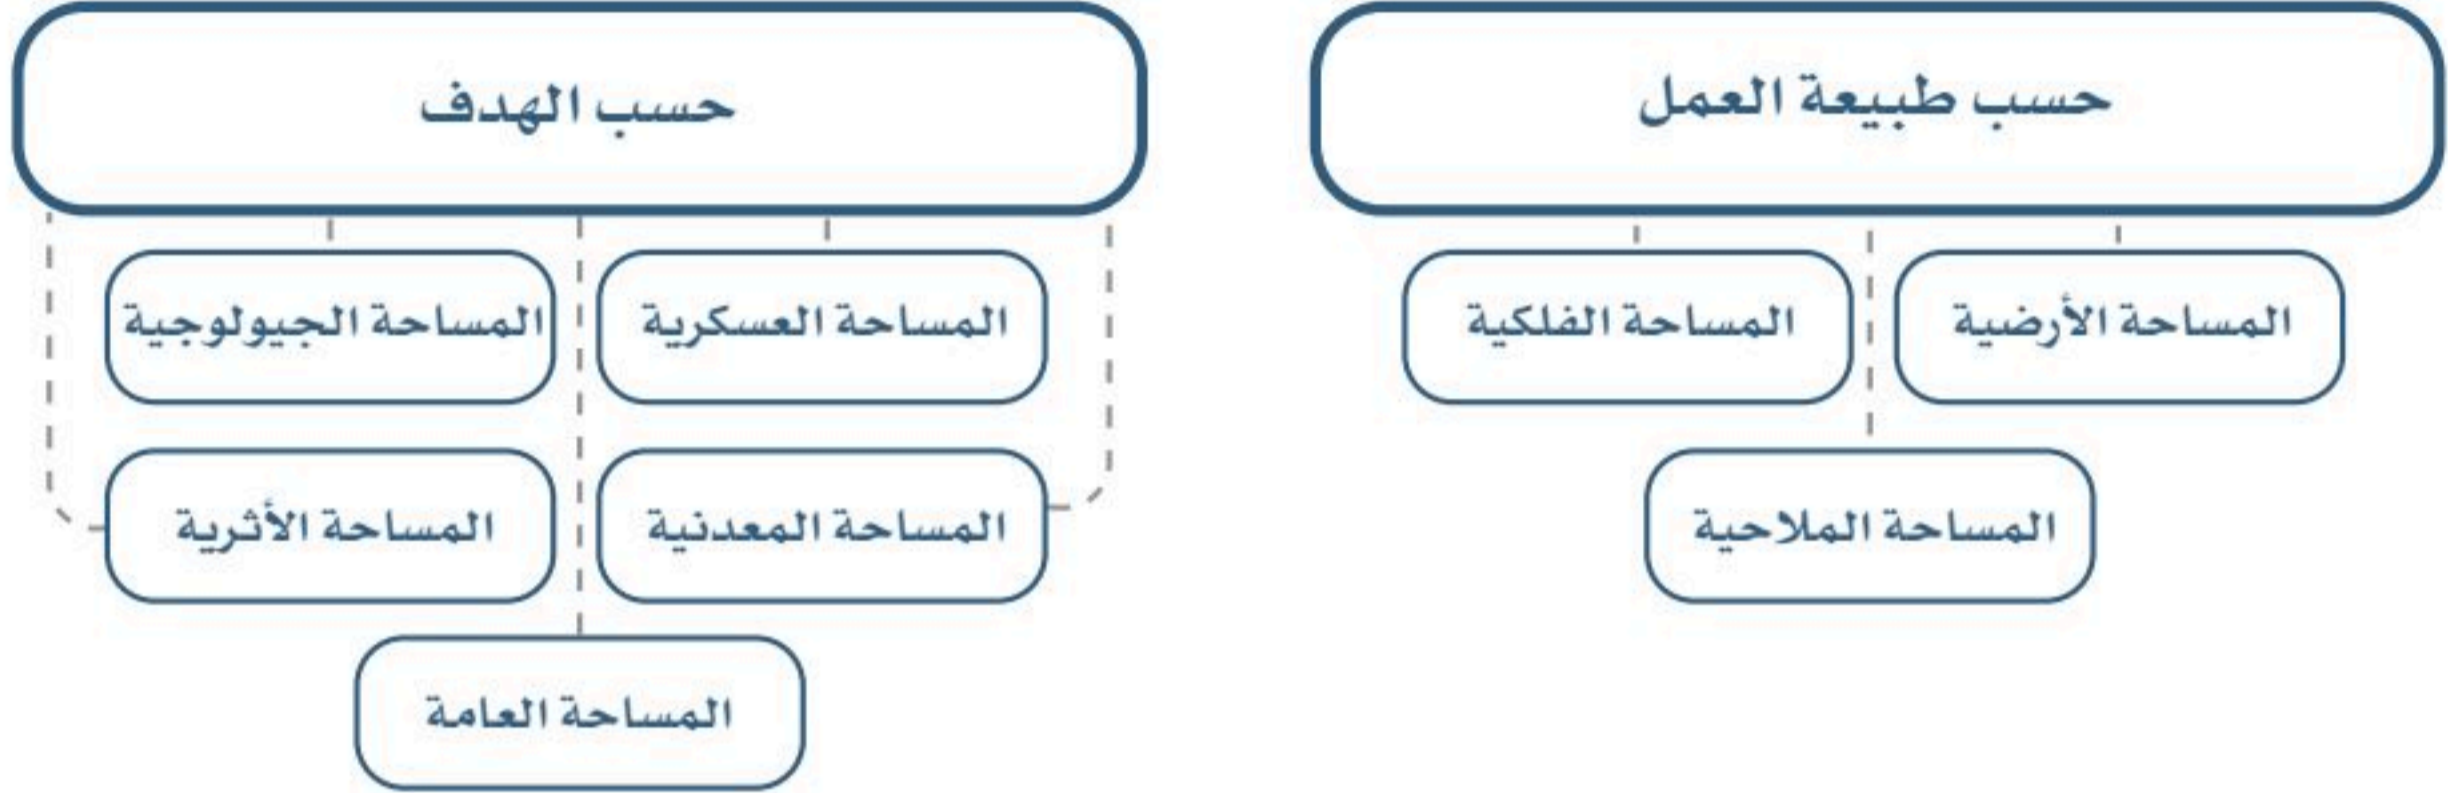 حسب طبيعة العمل
المساحة الأرضية
المساحة الفلكية
المساحة الملاحية
حسب الهدف
المساحة العسكرية
المساحة الجيولوجية
المساحة المعدنية
المساحة الأثرية
المساحة العامة